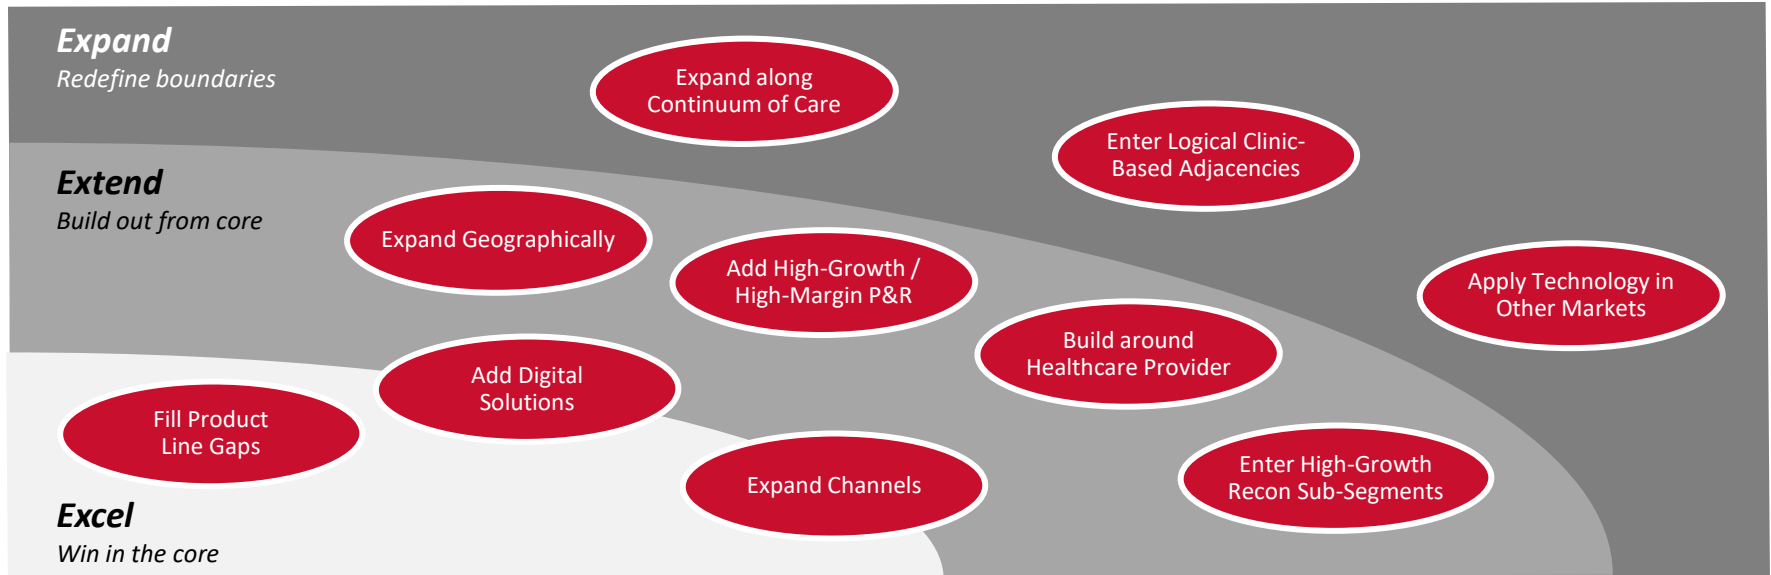 Expand
Redefine boundaries
Expand along
Continuum of Care
Enter Logical Clinic-
Based Adjacencies
Extend
Build out from core
Expand Geographically
Add High-Growth /
High-Margin P&R
Apply Technology in
Other Markets
Build around
Healthcare Provider
Add Digital
Solutions
Fill Product
Line Gaps
Expand Channels
Enter High-Growth
Recon Sub-Segments
Excel
Win in the core